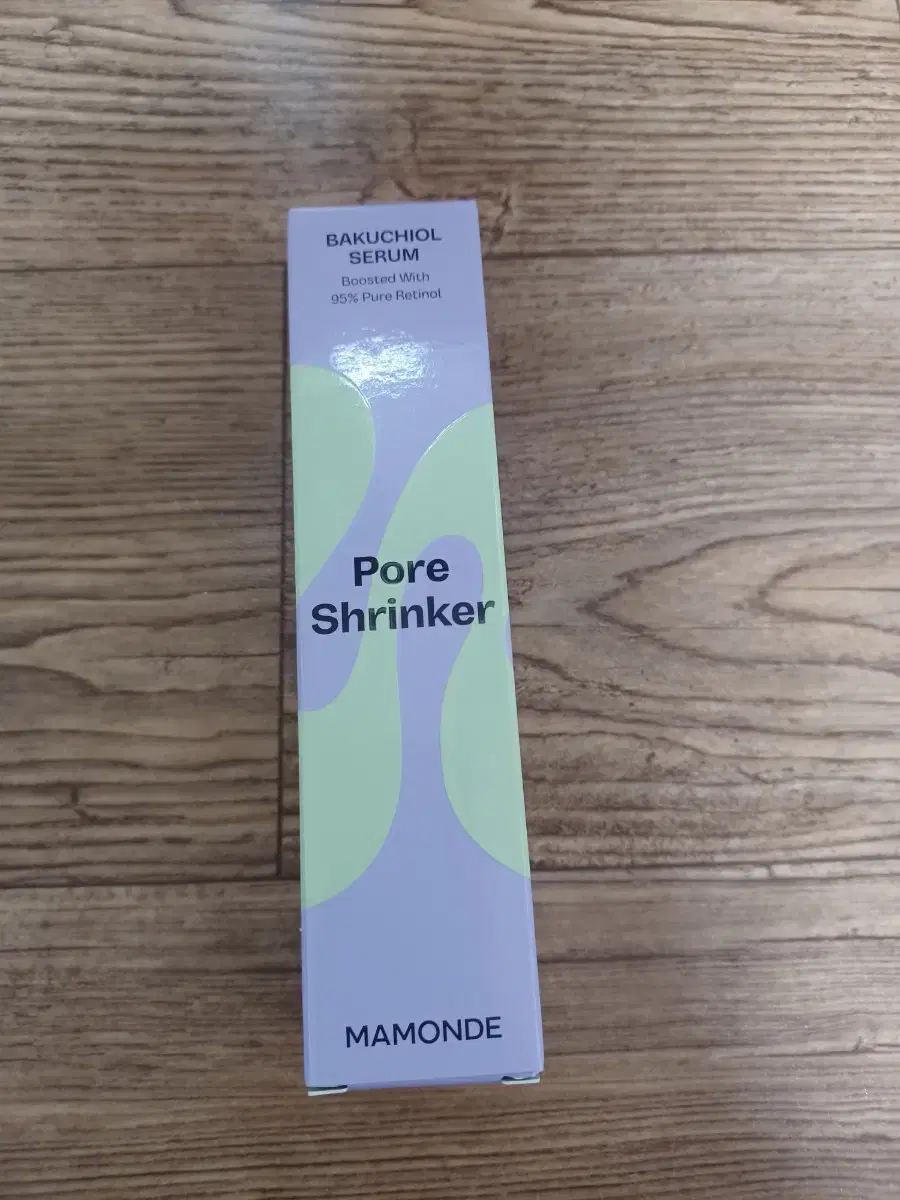 BAKUCHIOL
SERUM
Boosted With
95% Pure Retinol
Pore
Shrinker
MAMONDE